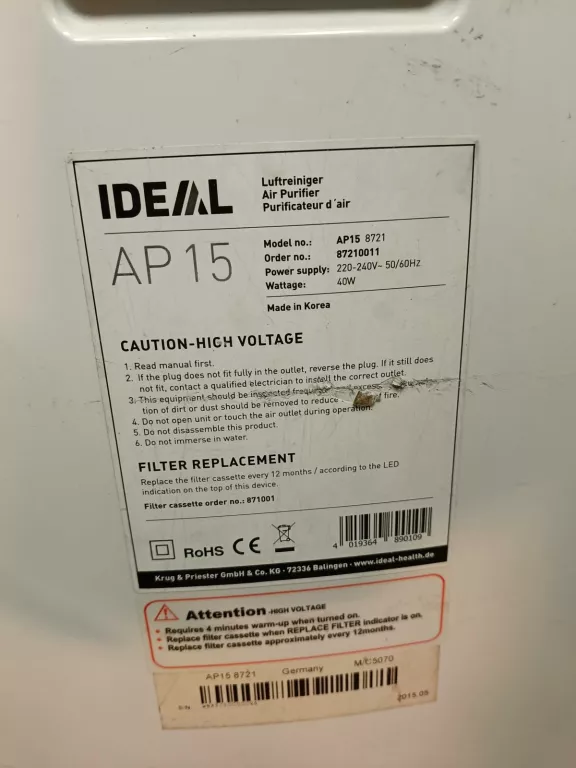 IDEAL
Luftreiniger
Air Purifier
Purificateur d´air
AP 15
Model no.: AP15 8721
Order no.: 87210011
Power supply: 220-240V~ 50/60Hz
Wattage: 40W
Made in Korea
CAUTION-HIGH VOLTAGE
1. Read manual first.
2. If the plug does not fit fully in the outlet, reverse the plug. If it still does
not fit, contact a qualified electrician to install the correct outlet.
3. This equipment should be inspected and excess
tion of dirt or dust should be removed to reduce of fire.
4. Do not open unit or touch the air outlet during operation.
5. Do not disassemble this product.
6. Do not immerse in water.
FILTER REPLACEMENT
Replace the filter cassette every 12 months / according to the LED
indication on the top of this device.
Filter cassette order no.: 871001
RoHS CE
4 019364 890109
Krug & Priester GmbH & Co. KG · 72336 Balingen · www.ideal-health.de
Attention -HIGH VOLTAGE
• Requires 4 minutes warm-up when turned on.
• Replace filter cassette when REPLACE FILTER indicator is on.
• Replace filter cassette approximately every 12months.
AP15 8721 Germany M/C5070
S/N
2015.05